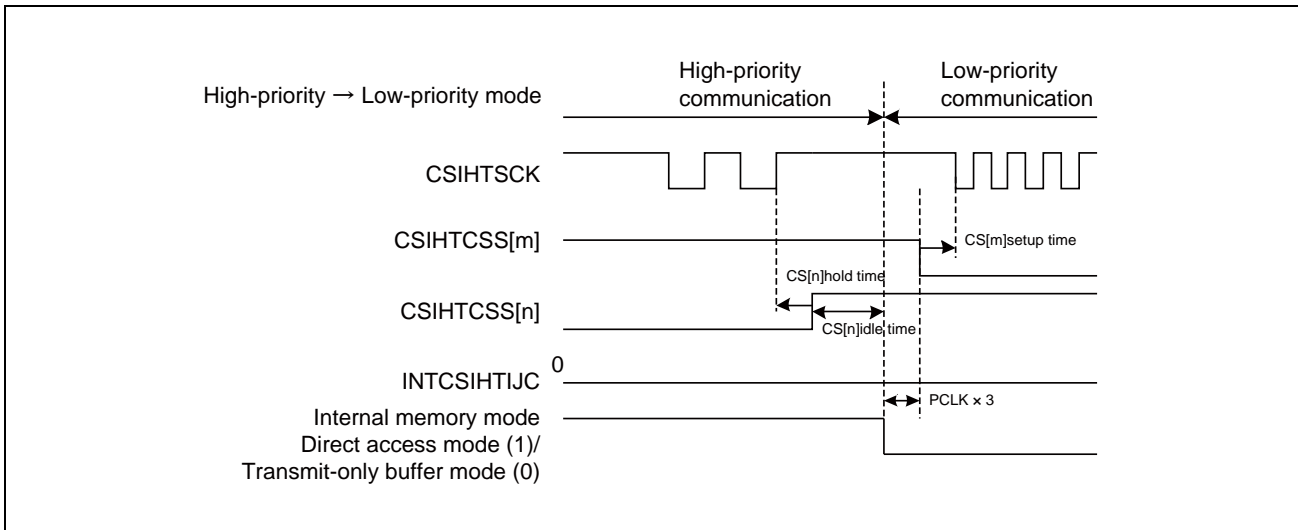 High-priority
communication
Low-priority
communication
High-priority → Low-priority mode
CSIHTSCK
CSIHTCSS[m]
CS[m]setup time
CS[n]hold time
CSIHTCSS[n]
CS[n]idle time
0
INTCSIHTIJC
PCLK × 3
Internal memory mode
Direct access mode (1)/
Transmit-only buffer mode (0)